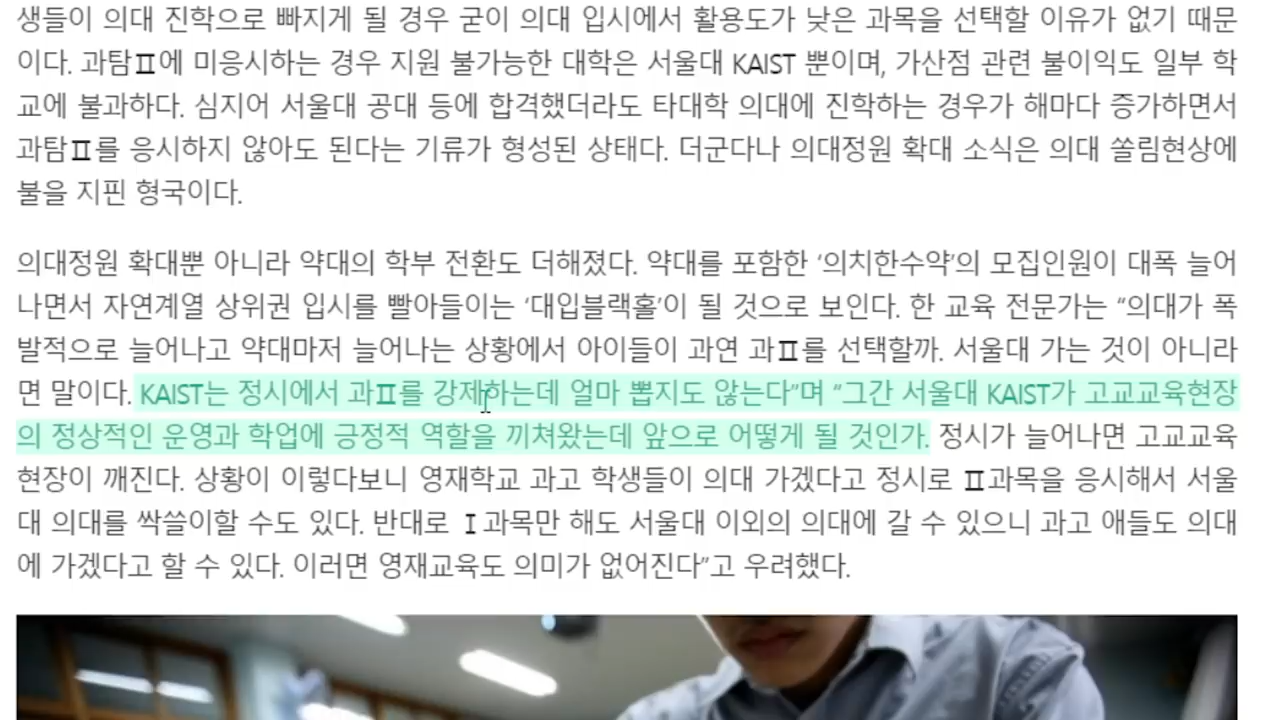 생들이 의대 진학으로 빠지게 될 경우 굳이 의대 입시에서 활용도가 낮은 과목을 선택할 이유가 없기 때문
이다. 과탐Ⅱ에 미응시하는 경우 지원 불가능한 대학은 서울대 KAIST 뿐이며, 가산점 관련 불이익도 일부 학
교에 불과하다. 심지어 서울대 공대 등에 합격했더라도 타대학 의대에 진학하는 경우가 해마다 증가하면서
과탐Ⅱ를 응시하지 않아도 된다는 기류가 형성된 상태다. 더군다나 의대정원 확대 소식은 의대 쏠림현상에
불을 지핀 형국이다.
의대정원 확대뿐 아니라 약대의 학부 전환도 더해졌다. 약대를 포함한 ‘의치한수약’의 모집인원이 대폭 늘어
나면서 자연계열 상위권 입시를 빨아들이는 ‘대입블랙홀’이 될 것으로 보인다. 한 교육 전문가는 “의대가 폭
발적으로 늘어나고 약대마저 늘어나는 상황에서 아이들이 과연 과Ⅱ를 선택할까. 서울대 가는 것이 아니라
면 말이다. KAIST는 정시에서 과Ⅱ를 강제하는데 얼마 뽑지도 않는다”며 “그간 서울대 KAIST가 고교교육현장
의 정상적인 운영과 학업에 긍정적 역할을 끼쳐왔는데 앞으로 어떻게 될 것인가. 정시가 늘어나면 고교교육
현장이 깨진다. 상황이 이렇다보니 영재학교 과고 학생들이 의대 가겠다고 정시로 Ⅱ과목을 응시해서 서울
대 의대를 싹쓸이할 수도 있다. 반대로 Ⅰ과목만 해도 서울대 이외의 의대에 갈 수 있으니 과고 애들도 의대
에 가겠다고 할 수 있다. 이러면 영재교육도 의미가 없어진다”고 우려했다.